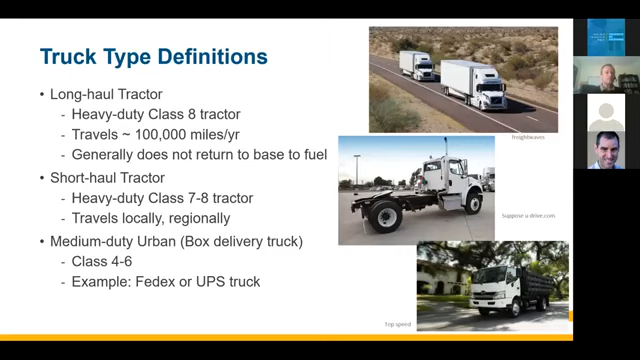 Truck Type Definitions
• Long-haul Tractor
- Heavy-duty Class 8 tractor
- Travels ~ 100,000 miles/yr
- Generally does not return to base to fuel
• Short-haul Tractor
- Heavy-duty Class 7-8 tractor
- Travels locally, regionally
• Medium-duty Urban (Box delivery truck)
- Class 4-6
- Example: Fedex or UPS truck
freightwaves
Suppose u drive.com
Top speed